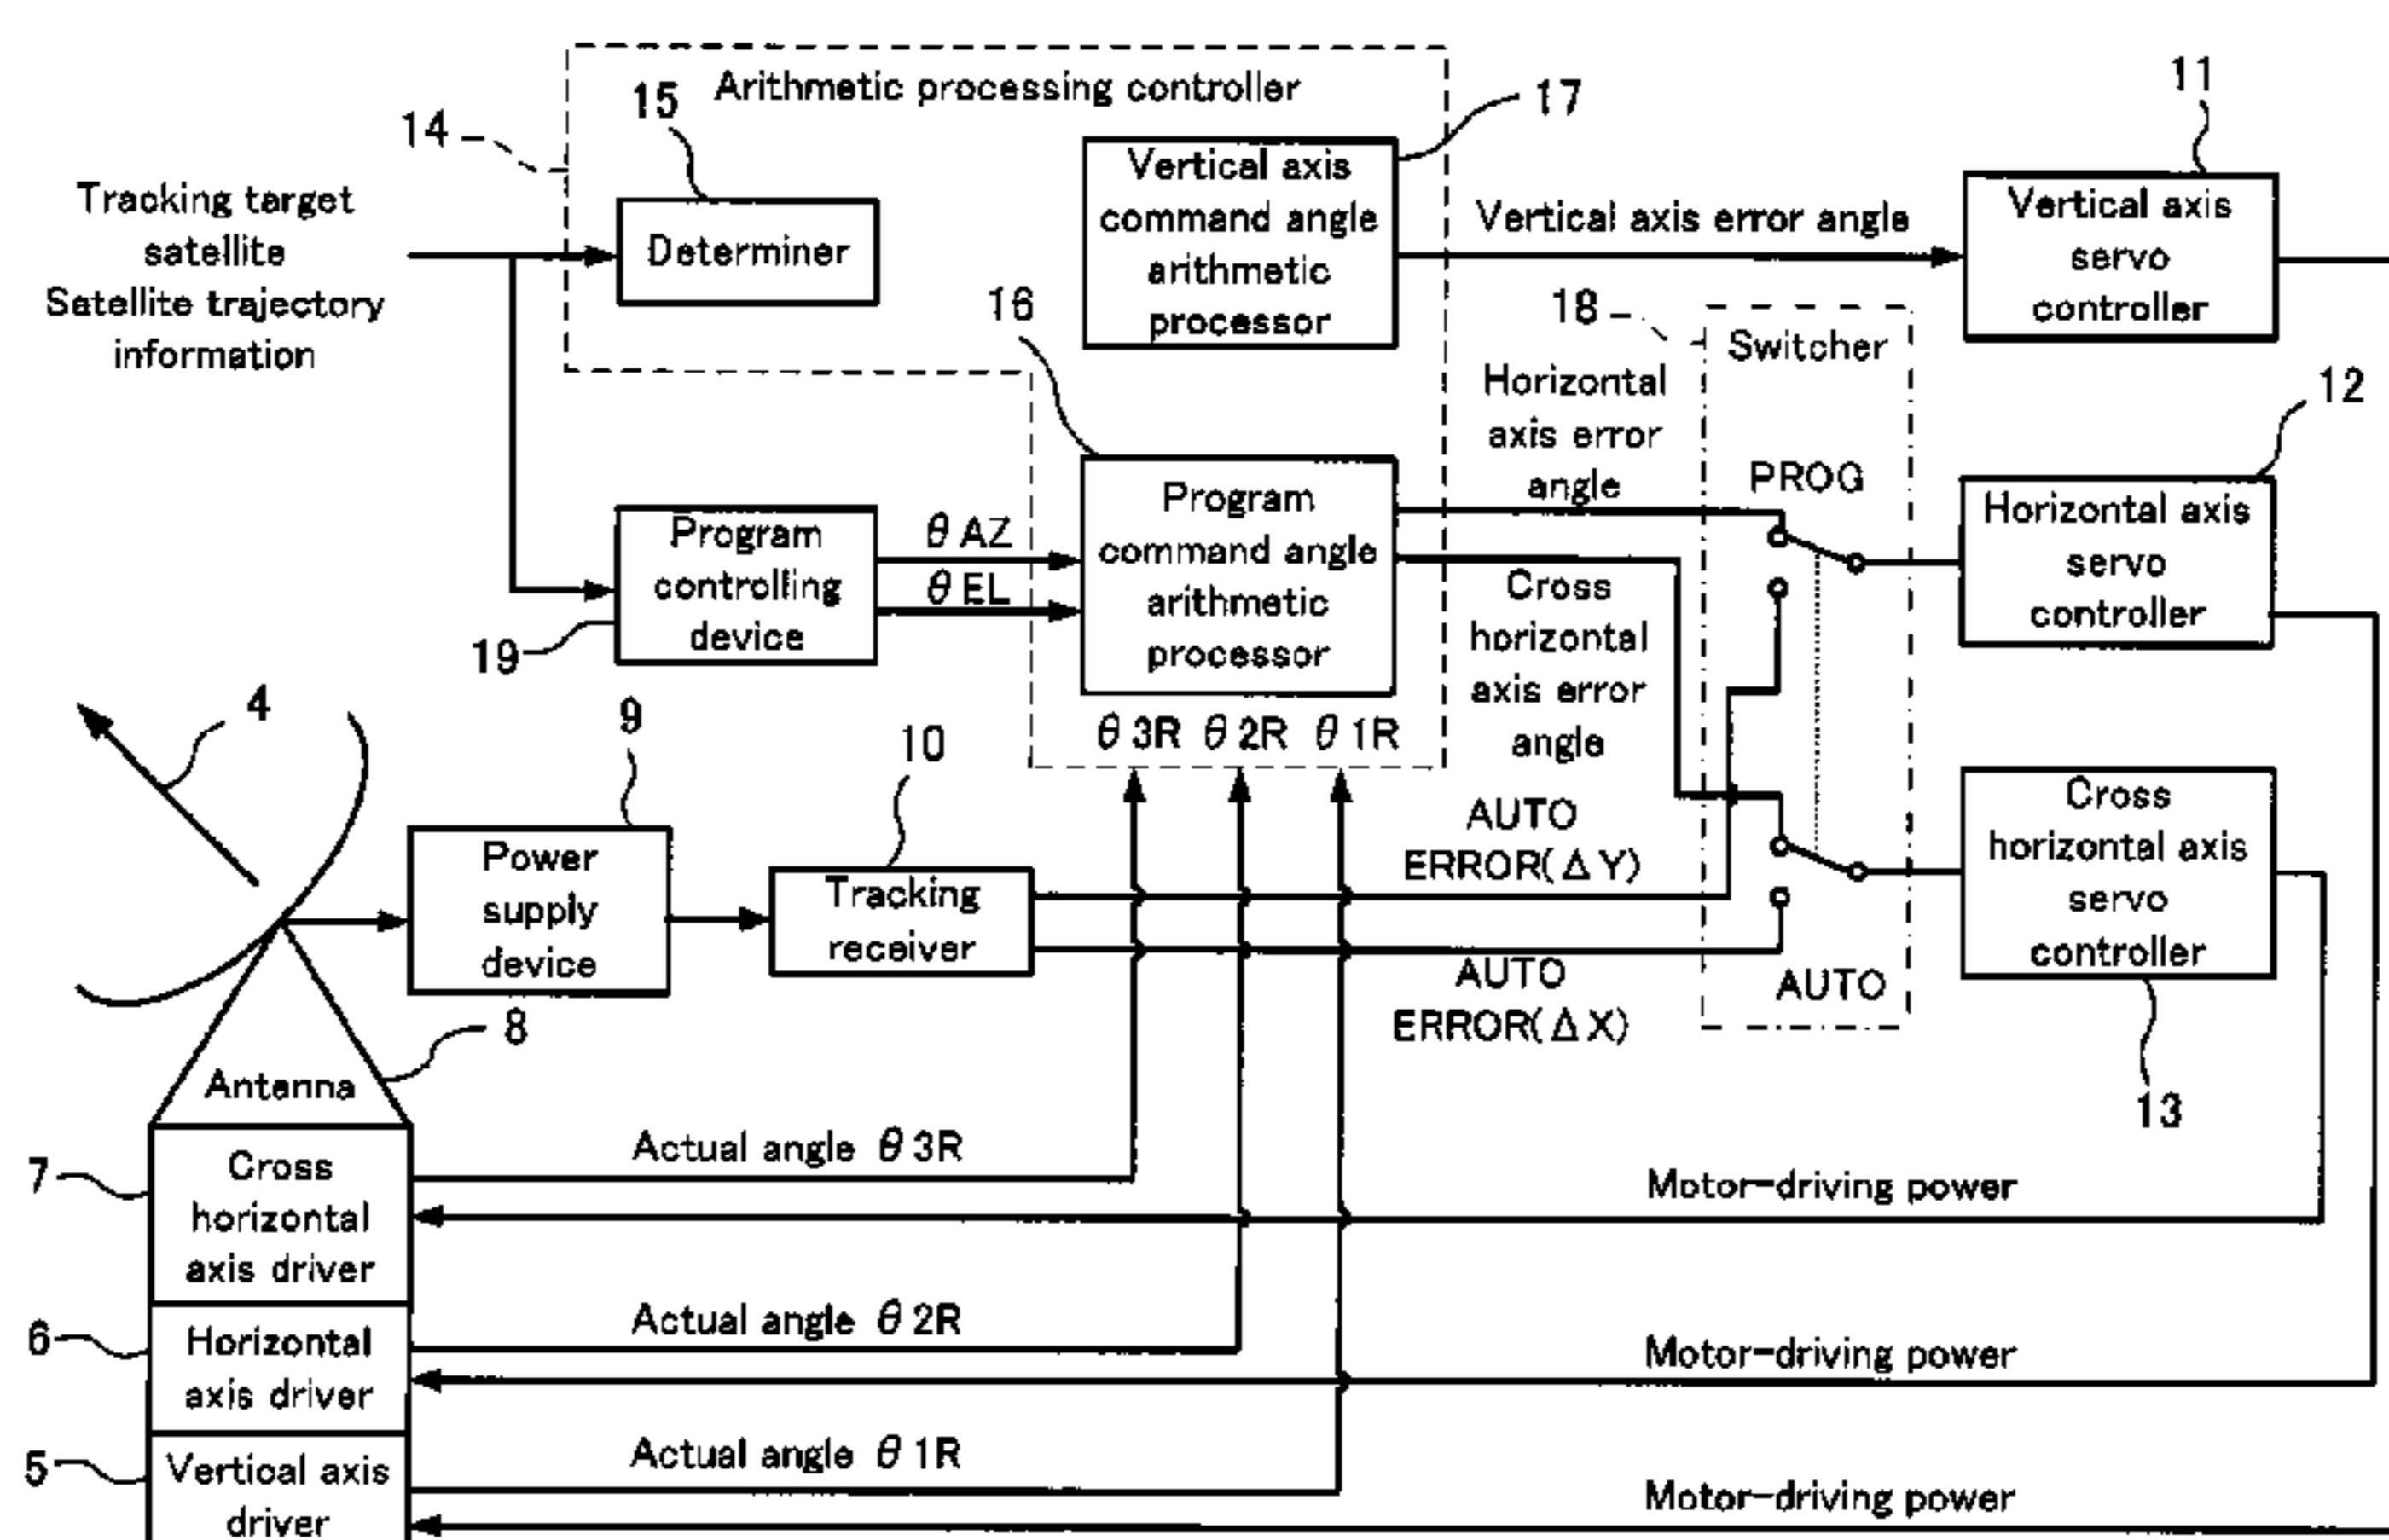 Arithmetic processing controller
14
15
17
11
Tracking target
satellite
Satellite trajectory
information
Determiner
Vertical axis
command angle
arithmetic
processor
Vertical axis error angle
Vertical axis
servo
controller
16
18
Switcher
Horizontal
axis error
angle
PROG
12
Program
controlling
device
19
θ AZ
θ EL
Program
command angle
arithmetic
processor
Cross
horizontal
axis error
angle
Horizontal axis
servo
controller
θ 3R θ 2R θ 1R
4
9
10
Power
supply
device
Tracking
receiver
AUTO
ERROR(Δ Y)
AUTO
ERROR(Δ X)
AUTO
Cross
horizontal axis
servo
controller
13
8
Antenna
7
Cross
horizontal
axis driver
Actual angle θ 3R
Motor-driving power
6
Horizontal
axis driver
Actual angle θ 2R
Motor-driving power
5
Vertical axis
driver
Actual angle θ 1R
Motor-driving power